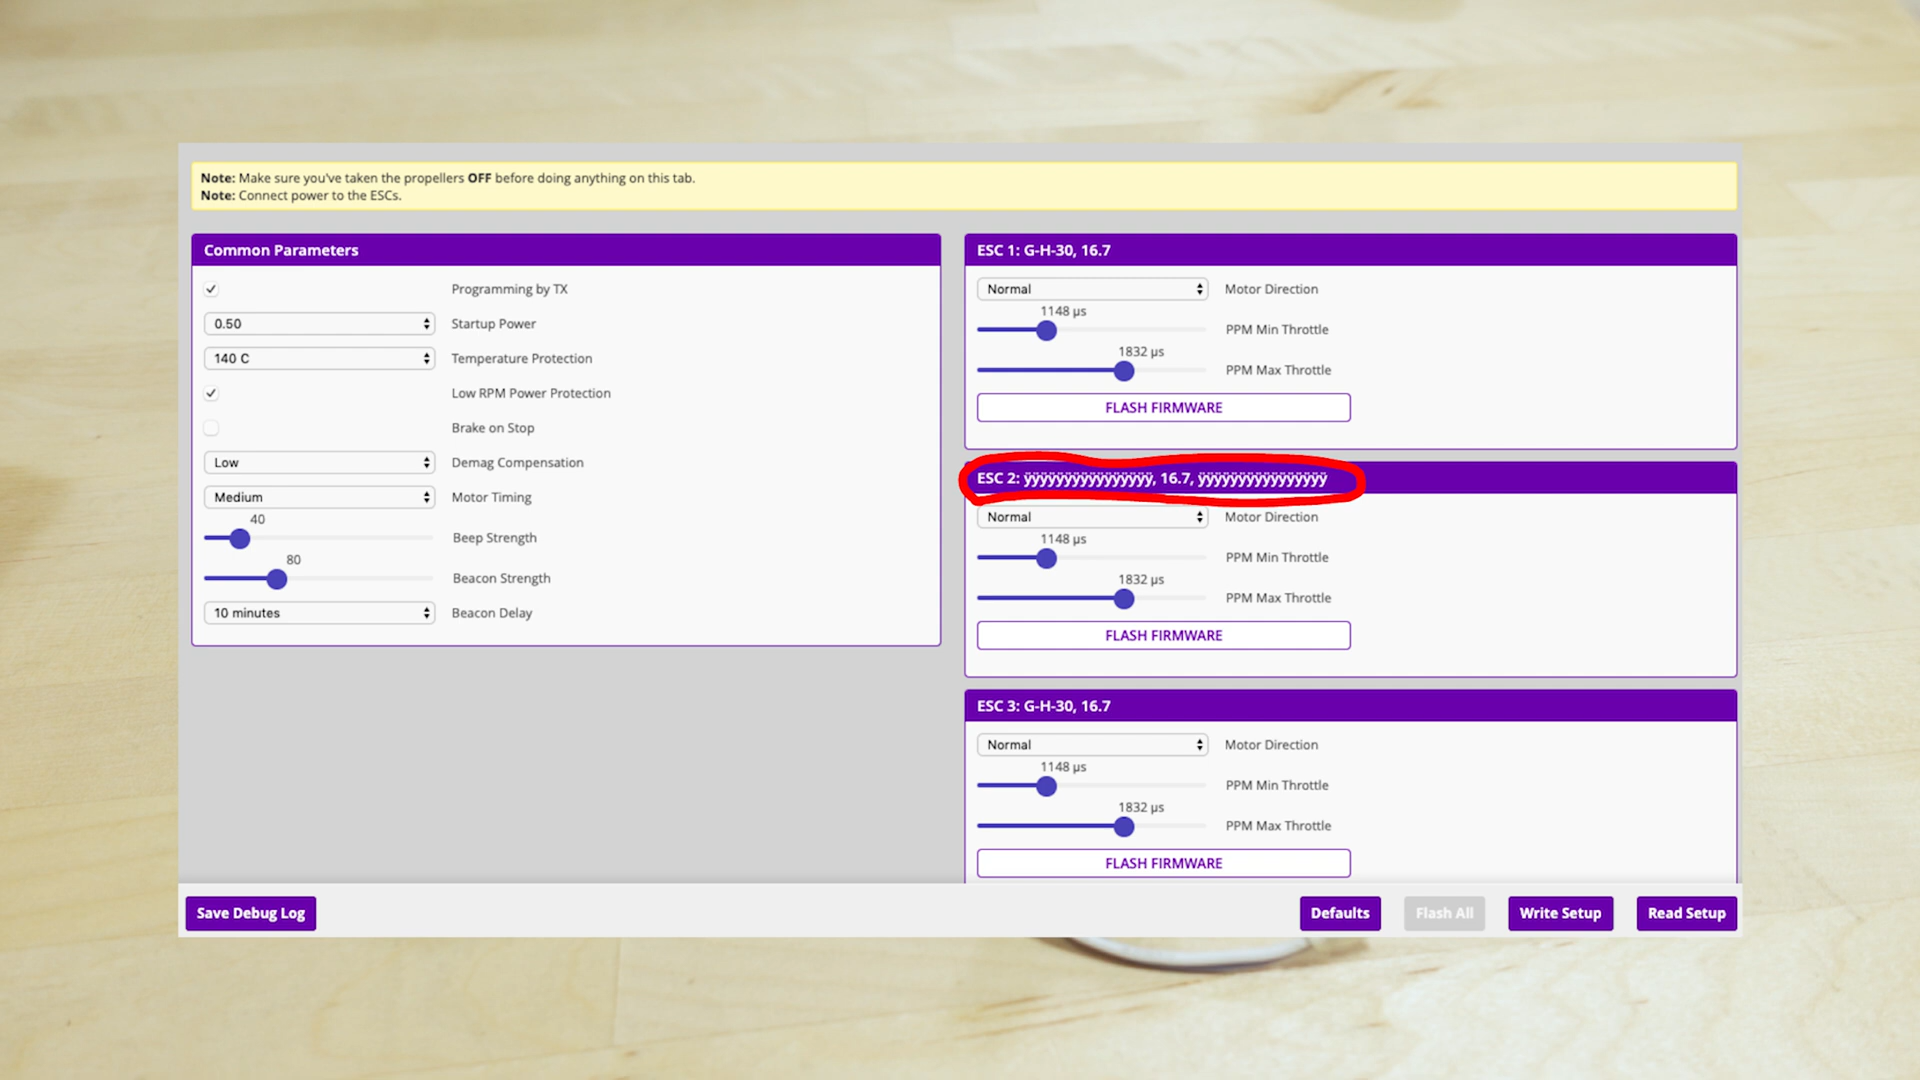 Note: Make sure you've taken the propellers OFF before doing anything on this tab.
Note: Connect power to the ESCs.
Common Parameters
Programming by TX
0.50 Startup Power
140 C Temperature Protection
Low RPM Power Protection
Brake on Stop
Low Demag Compensation
Medium Motor Timing
40
Beep Strength
80
Beacon Strength
10 minutes Beacon Delay
ESC 1: G-H-30, 16.7
Normal Motor Direction
1148 µs
PPM Min Throttle
1832 µs
PPM Max Throttle
FLASH FIRMWARE
ESC 2: ÿÿÿÿÿÿÿÿÿÿÿÿÿÿÿÿ, 16.7, ÿÿÿÿÿÿÿÿÿÿÿÿÿÿÿÿ
Normal Motor Direction
1148 µs
PPM Min Throttle
1832 µs
PPM Max Throttle
FLASH FIRMWARE
ESC 3: G-H-30, 16.7
Normal Motor Direction
1148 µs
PPM Min Throttle
1832 µs
PPM Max Throttle
FLASH FIRMWARE
Save Debug Log Defaults Flash All Write Setup Read Setup